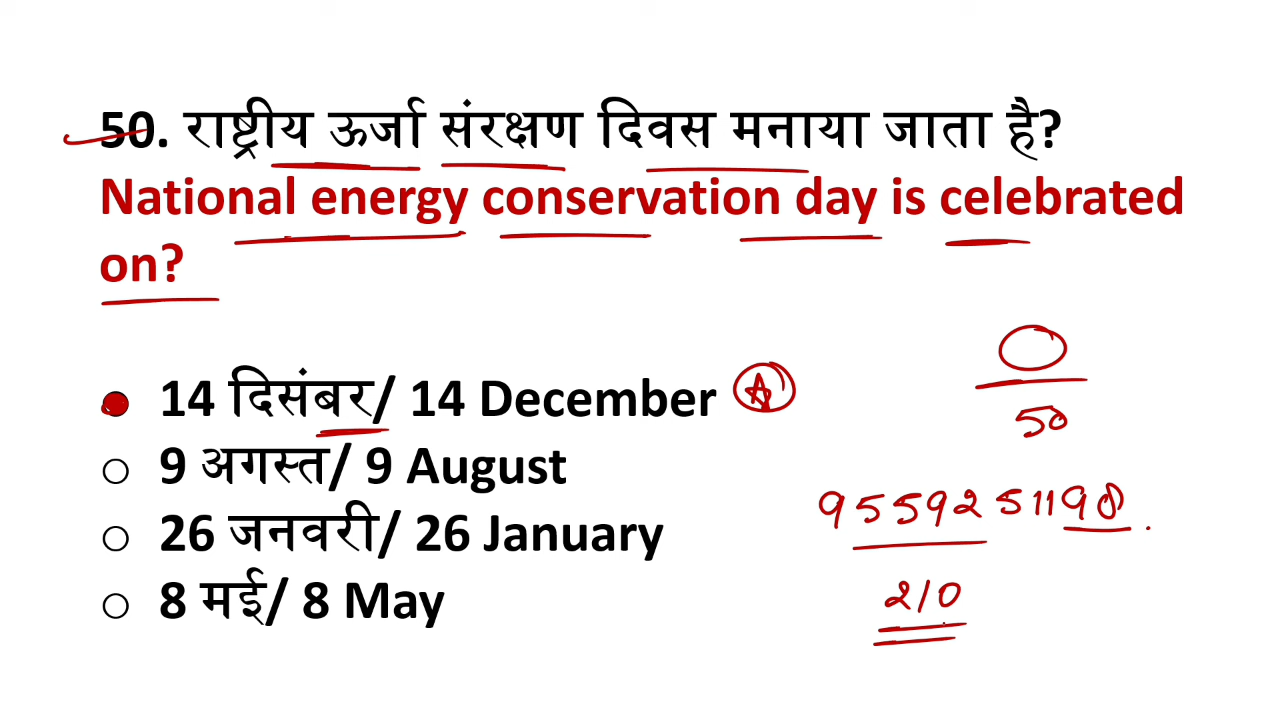 50. राष्ट्रीय ऊर्जा संरक्षण दिवस मनाया जाता है?
National energy conservation day is celebrated
on?
14 दिसंबर/ 14 December A
9 अगस्त/ 9 August
26 जनवरी/ 26 January
8 मई/ 8 May
50
9559251198
210